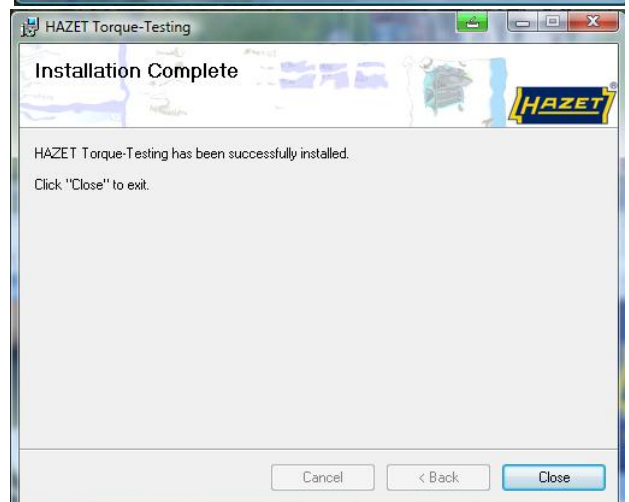 HAZET Torque-Testing
Installation Complete
HAZET
®
HAZET Torque-Testing has been successfully installed.
Click "Close" to exit.
Cancel
< Back
Close